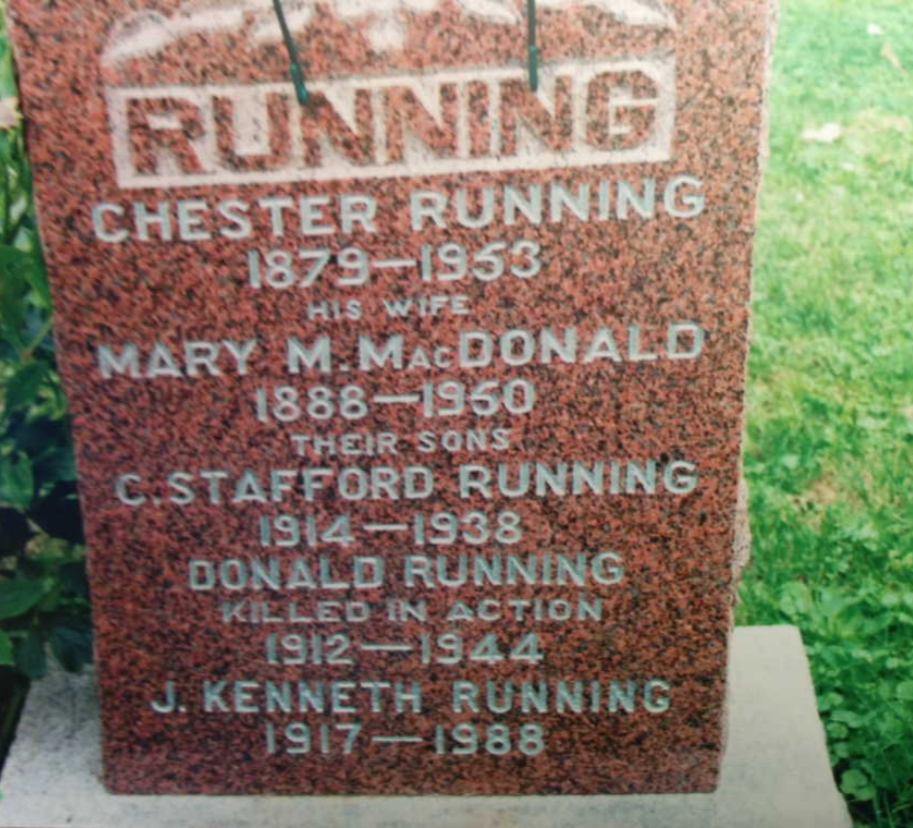 RUNNING
CHESTER RUNNING
1879—1953
HIS WIFE
MARY M. MacDONALD
1888—1960
THEIR SONS
C. STAFFORD RUNNING
1914—1938
DONALD RUNNING
KILLED IN ACTION
1912—1944
J. KENNETH RUNNING
1917—1988